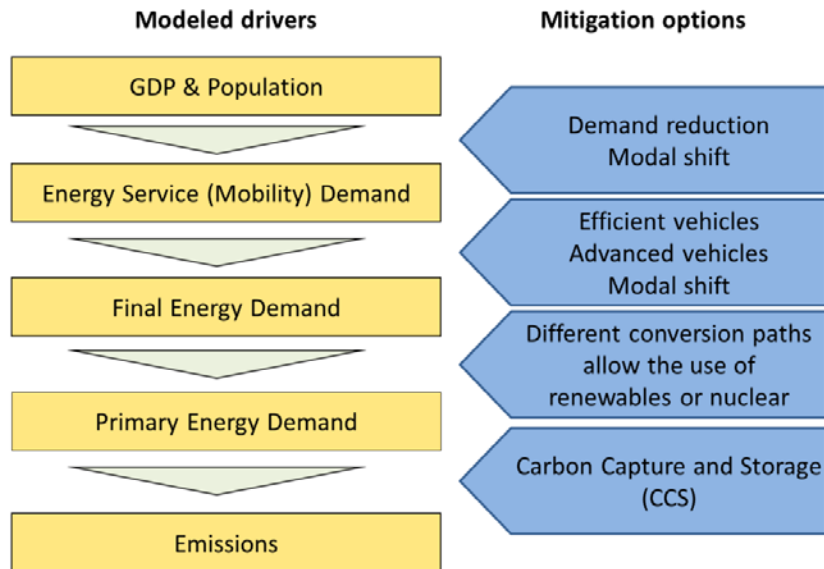 Modeled drivers
Mitigation options
GDP & Population
Demand reduction
Modal shift
Energy Service (Mobility) Demand
Efficient vehicles
Advanced vehicles
Modal shift
Final Energy Demand
Different conversion paths
allow the use of
renewables or nuclear
Primary Energy Demand
Carbon Capture and Storage
(CCS)
Emissions